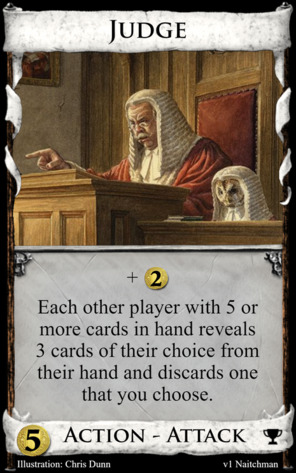 Judge
+ 2
Each other player with 5 or
more cards in hand reveals
3 cards of their choice from
their hand and discards one
that you choose.
5 Action - Attack
Illustration: Chris Dunn v1 Naitchman